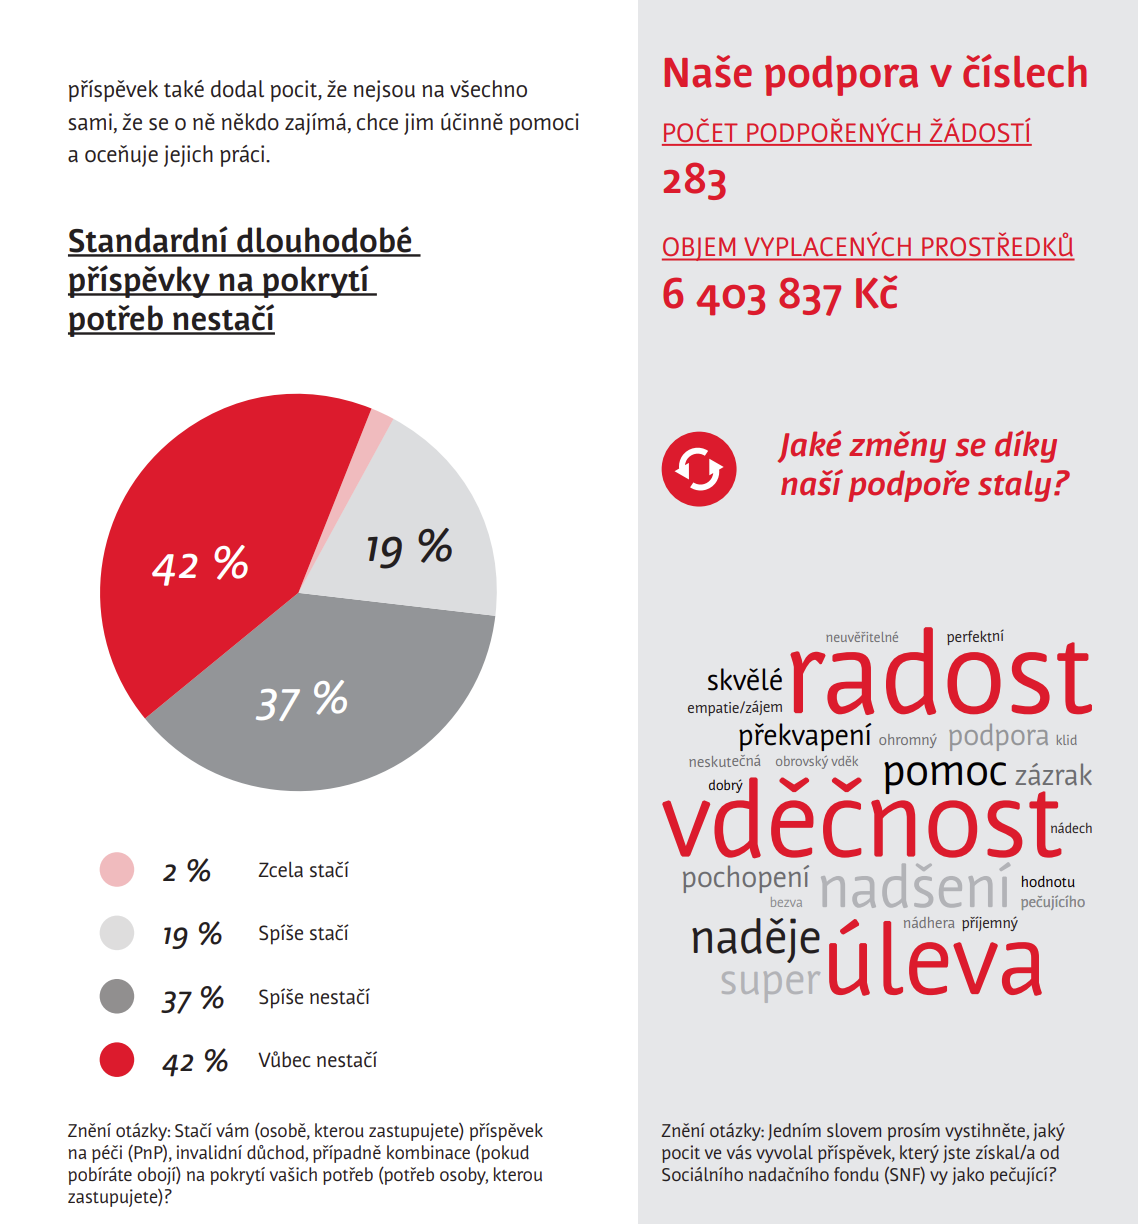 příspěvek také dodal pocit, že nejsou na všechno
sami, že se o ně někdo zajímá, chce jim účinně pomoci
a oceňuje jejich práci.
Standardní dlouhodobé
příspěvky na pokrytí
potřeb nestačí
42 %
19 %
37 %
2 % Zcela stačí
19 % Spíše stačí
37 % Spíše nestačí
42 % Vůbec nestačí
Znění otázky: Stačí vám (osobě, kterou zastupujete) příspěvek
na péči (PnP), invalidní důchod, případně kombinace (pokud
pobíráte obojí) na pokrytí vašich potřeb (potřeb osoby, kterou
zastupujete)?
Naše podpora v číslech
POČET PODPOŘENÝCH ŽÁDOSTÍ
283
OBJEM VYPLACENÝCH PROSTŘEDKŮ
6 403 837 Kč
Jaké změny se díky
naší podpoře staly?
neuvěřitelné perfektní
skvělé radost
empatie/zájem
překvapení ohromný podpora klid
neskutečná obrovský vděk pomoc zázrak
dobrý vděčnost nádech
pochopení nadšení hodnotu
bezva pečujícího
naděje nádhera příjemný
super úleva
Znění otázky: Jedním slovem prosím vystihněte, jaký
pocit ve vás vyvolal příspěvek, který jste získal/a od
Sociálního nadačního fondu (SNF) vy jako pečující?